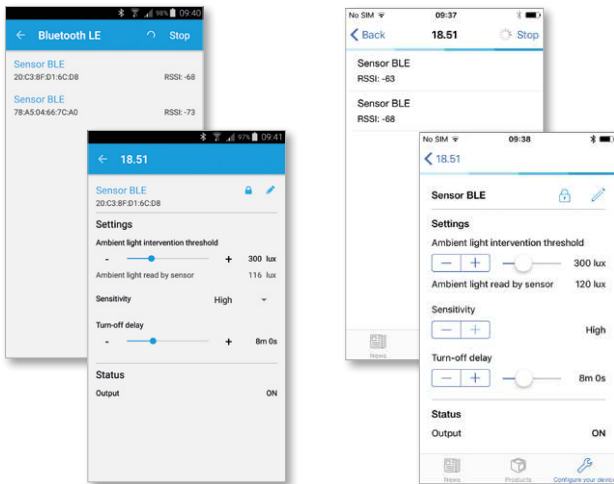 98% 09:40
← Bluetooth LE Stop
Sensor BLE
20:C3:8F:D1:6C:D8 RSSI: -68
Sensor BLE
78:A5:04:66:7C:A0 RSSI: -73
97% 09:41
← 18.51
Sensor BLE
20:C3:8F:D1:6C:D8
Settings
Ambient light intervention threshold
- + 300 lux
Ambient light read by sensor 116 lux
Sensitivity High
Turn-off delay
- + 8m 0s
Status
Output ON
No SIM 09:37
Back 18.51 Stop
Sensor BLE
RSSI: -63
Sensor BLE
RSSI: -68
News
No SIM 09:38
18.51
Sensor BLE
Settings
Ambient light intervention threshold
- + 300 lux
Ambient light read by sensor 120 lux
Sensitivity
- + High
Turn-off delay
- + 8m 0s
Status
Output ON
News Products Configure your device